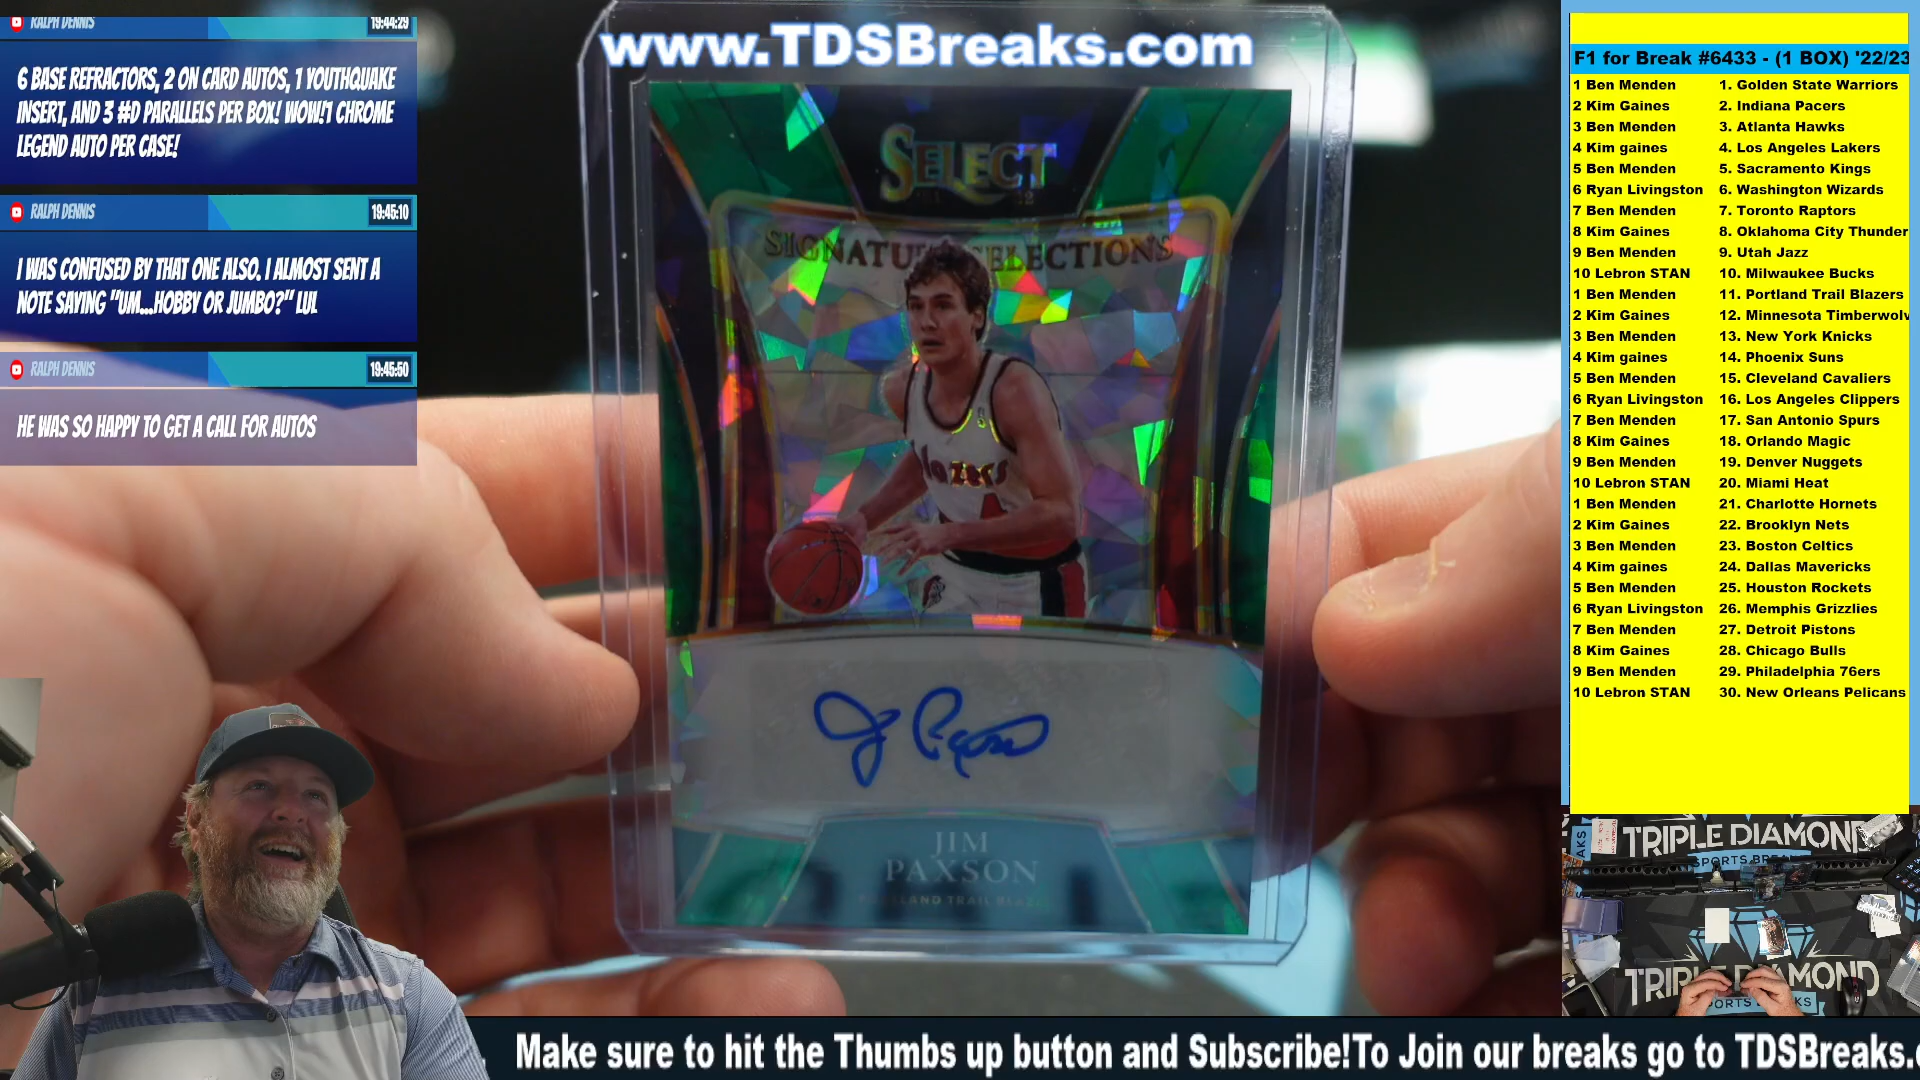 www.TDSBreaks.com
RALPH DENNIS 19:44:29
6 BASE REFRACTORS, 2 ON CARD AUTOS, 1 YOUTHQUAKE
INSERT, AND 3 #D PARALLELS PER BOX! WOW!1 CHROME
LEGEND AUTO PER CASE!
RALPH DENNIS 19:45:10
I WAS CONFUSED BY THAT ONE ALSO. I ALMOST SENT A
NOTE SAYING "UM...HOBBY OR JUMBO?" LUL
RALPH DENNIS 19:45:50
HE WAS SO HAPPY TO GET A CALL FOR AUTOS
SELECT
SIGNATURE SELECTIONS
JIM
PAXSON
F1 for Break #6433 - (1 BOX) '22/23
1 Ben Menden 1. Golden State Warriors
2 Kim Gaines 2. Indiana Pacers
3 Ben Menden 3. Atlanta Hawks
4 Kim gaines 4. Los Angeles Lakers
5 Ben Menden 5. Sacramento Kings
6 Ryan Livingston 6. Washington Wizards
7 Ben Menden 7. Toronto Raptors
8 Kim Gaines 8. Oklahoma City Thunder
9 Ben Menden 9. Utah Jazz
10 Lebron STAN 10. Milwaukee Bucks
1 Ben Menden 11. Portland Trail Blazers
2 Kim Gaines 12. Minnesota Timberwolv
3 Ben Menden 13. New York Knicks
4 Kim gaines 14. Phoenix Suns
5 Ben Menden 15. Cleveland Cavaliers
6 Ryan Livingston 16. Los Angeles Clippers
7 Ben Menden 17. San Antonio Spurs
8 Kim Gaines 18. Orlando Magic
9 Ben Menden 19. Denver Nuggets
10 Lebron STAN 20. Miami Heat
1 Ben Menden 21. Charlotte Hornets
2 Kim Gaines 22. Brooklyn Nets
3 Ben Menden 23. Boston Celtics
4 Kim gaines 24. Dallas Mavericks
5 Ben Menden 25. Houston Rockets
6 Ryan Livingston 26. Memphis Grizzlies
7 Ben Menden 27. Detroit Pistons
8 Kim Gaines 28. Chicago Bulls
9 Ben Menden 29. Philadelphia 76ers
10 Lebron STAN 30. New Orleans Pelicans
TRIPLE DIAMOND
SPORTS BREA
TRIPLE DIAMOND
PORTS BREAKS
Make sure to hit the Thumbs up button and Subscribe!To Join our breaks go to TDSBreaks.